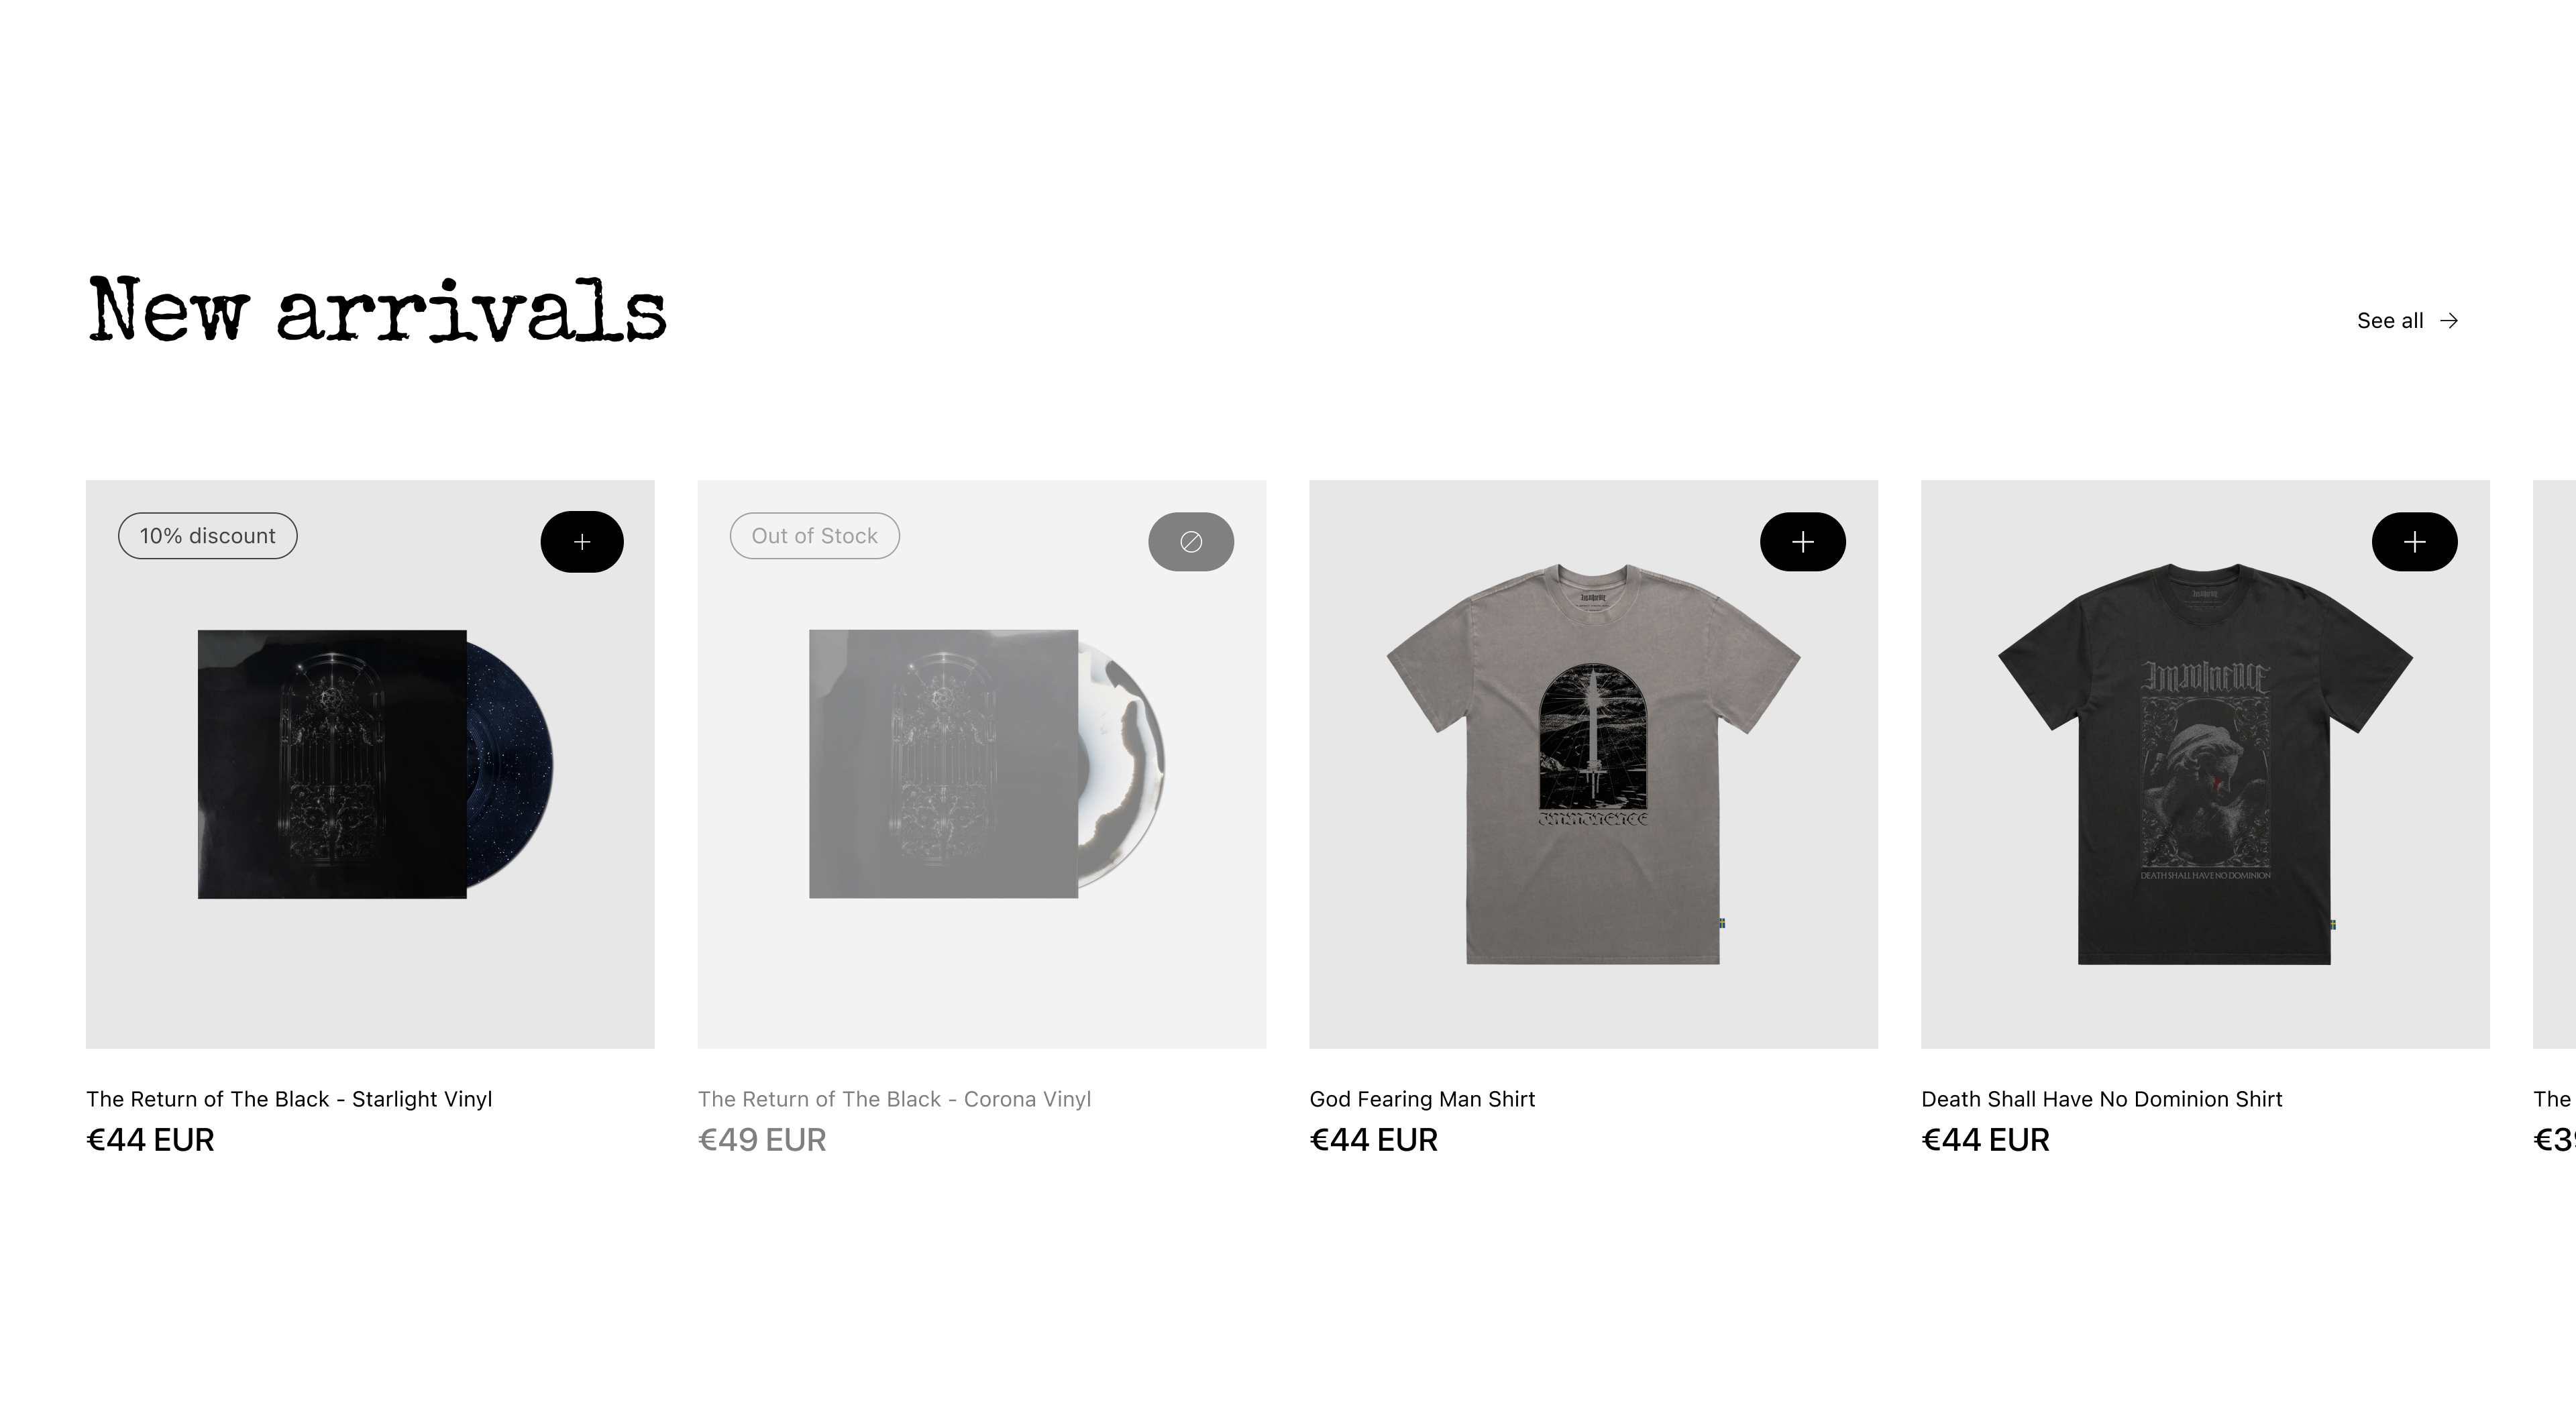 New arrivals
See all
10% discount
Out of Stock
Imminence
IMMINENCE
DEATH SHALL HAVE NO DOMINION
The Return of The Black - Starlight Vinyl
The Return of The Black - Corona Vinyl
God Fearing Man Shirt
Death Shall Have No Dominion Shirt
The
€44 EUR
€49 EUR
€44 EUR
€44 EUR